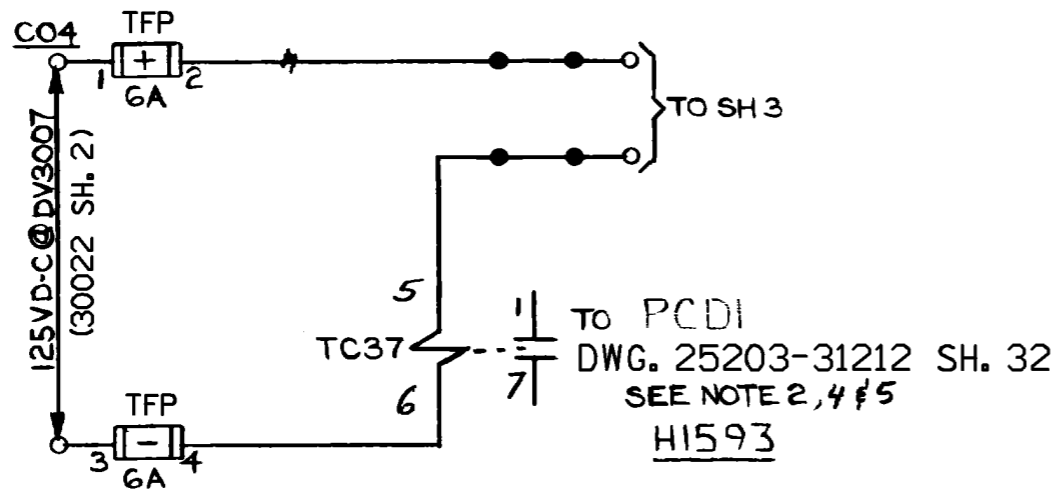 CO4
TFP
+
1
2
6A
TO SH 3
125VD-C@DV3007
(30022 SH. 2)
5
TC37
6
1
7
TO PCDI
DWG. 25203-31212 SH. 32
SEE NOTE 2, 4 & 5
H1593
TFP
-
3
4
6A